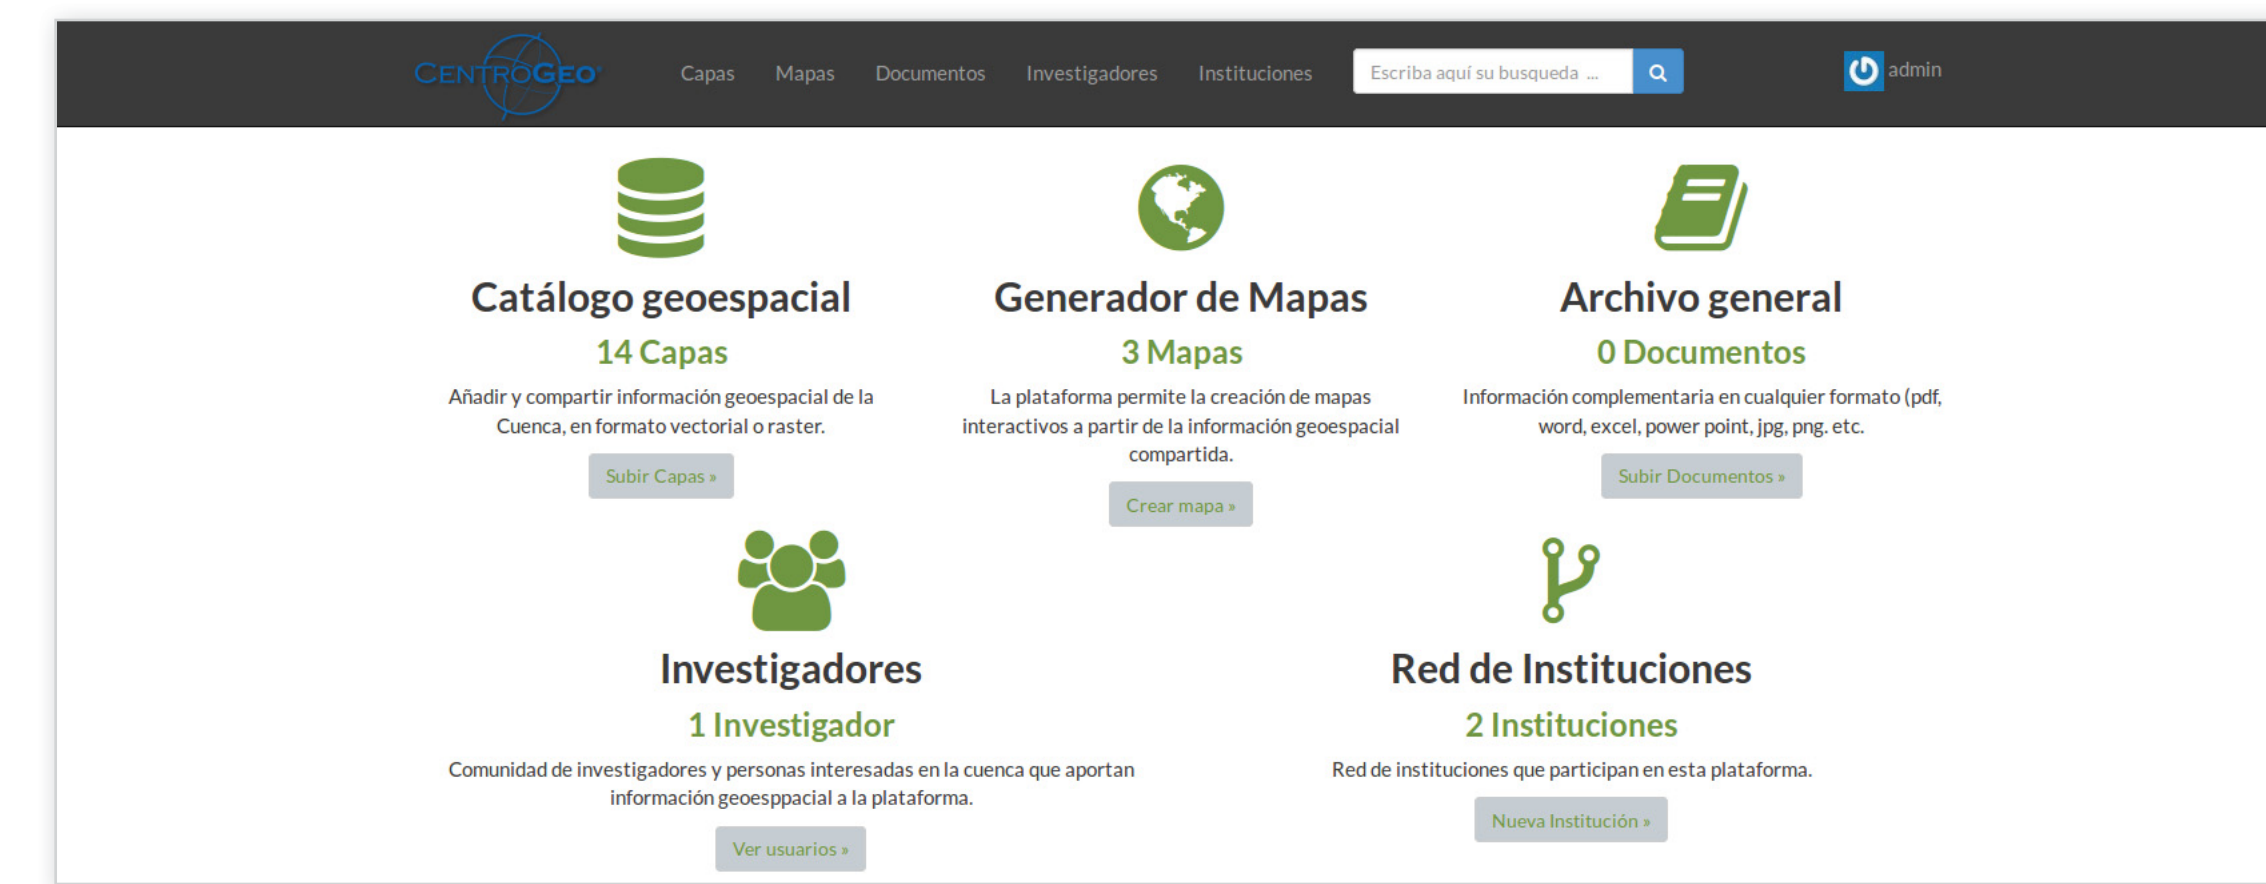 CENTROGEO
Capas Mapas Documentos Investigadores Instituciones Escriba aquí su busqueda ... admin
Catálogo geoespacial
14 Capas
Añadir y compartir información geoespacial de la
Cuenca, en formato vectorial o raster.
Subir Capas »
Generador de Mapas
3 Mapas
La plataforma permite la creación de mapas
interactivos a partir de la información geoespacial
compartida.
Crear mapa »
Archivo general
0 Documentos
Información complementaria en cualquier formato (pdf,
word, excel, power point, jpg, png. etc.
Subir Documentos »
Investigadores
1 Investigador
Comunidad de investigadores y personas interesadas en la cuenca que aportan
información geoesppacial a la plataforma.
Ver usuarios »
Red de Instituciones
2 Instituciones
Red de instituciones que participan en esta plataforma.
Nueva Institución »